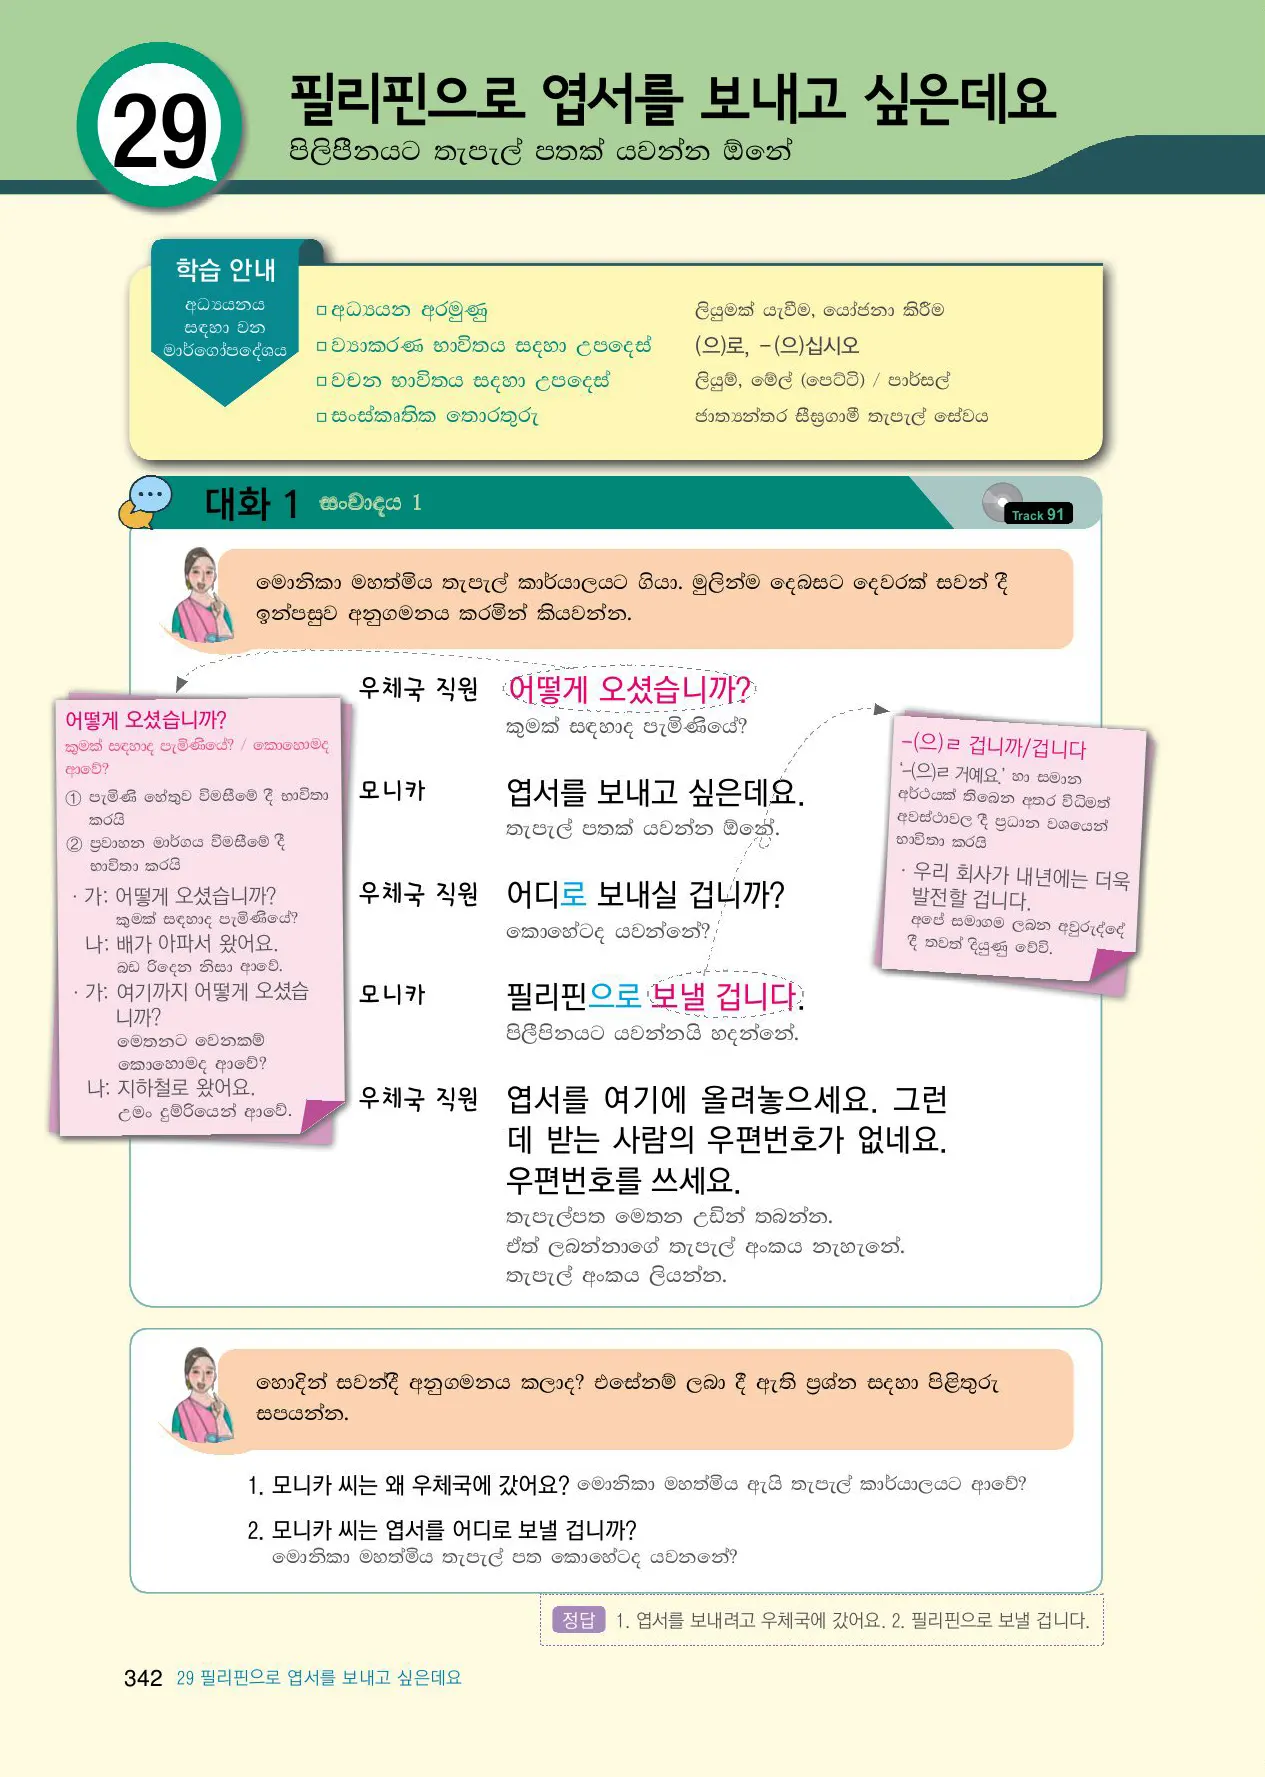 29
필리핀으로 엽서를 보내고 싶은데요
පිලිපීනයට තැපැල් පතක් යවන්න ඕනේ
학습 안내
අධ්‍යයනය
සඳහා වන
මාර්ගෝපදේශය
□ අධ්‍යයන අරමුණු
ලියුමක් යැවීම, යෝජනා කිරීම
□ ව්‍යාකරණ භාවිතය සඳහා උපදෙස්
(으)로, -(으)십시오
□ වචන භාවිතය සඳහා උපදෙස්
ලියුම්, මේල් (පෙට්ටි) / පාර්සල්
□ සංස්කෘතික තොරතුරු
ජාත්‍යන්තර සීඝ්‍රගාමී තැපැල් සේවය
대화 1 සංවාදය 1
Track 91
මොනිකා මහත්මිය තැපැල් කාර්යාලයට ගියා. මුලින්ම දෙබසට දෙවරක් සවන් දී
ඉන්පසුව අනුගමනය කරමින් කියවන්න.
우체국 직원 어떻게 오셨습니까?
කුමක් සඳහාද පැමිණියේ?
모니카 엽서를 보내고 싶은데요.
තැපැල් පතක් යවන්න ඕනේ.
우체국 직원 어디로 보내실 겁니까?
කොහේටද යවන්නේ?
모니카 필리핀으로 보낼 겁니다.
පිලීපිනයට යවන්නයි හදන්නේ.
우체국 직원 엽서를 여기에 올려놓으세요. 그런
데 받는 사람의 우편번호가 없네요.
우편번호를 쓰세요.
තැපැල්පත මෙතන උඩින් තබන්න.
ඒත් ලබන්නාගේ තැපැල් අංකය නැහැනේ.
තැපැල් අංකය ලියන්න.
어떻게 오셨습니까?
කුමක් සඳහාද පැමිණියේ? / කොහොමද
ආවේ?
① පැමිණි හේතුව විමසීමේ දී භාවිතා
කරයි
② ප්‍රවාහන මාර්ගය විමසීමේ දී
භාවිතා කරයි
· 가: 어떻게 오셨습니까?
කුමක් සඳහාද පැමිණියේ?
나: 배가 아파서 왔어요.
බඩ රිදෙන නිසා ආවේ.
· 가: 여기까지 어떻게 오셨습
니까?
මෙතනට වෙනකම්
කොහොමද ආවේ?
나: 지하철로 왔어요.
උමං දුම්රියෙන් ආවේ.
-(으)ㄹ 겁니까/겁니다
'-(으)ㄹ 거예요.' හා සමාන
අර්ථයක් තිබෙන අතර විධිමත්
අවස්ථාවල දී ප්‍රධාන වශයෙන්
භාවිතා කරයි
· 우리 회사가 내년에는 더욱
발전할 겁니다.
අපේ සමාගම ලබන අවුරුද්දේ
දී තවත් දියුණු වේවි.
හොඳින් සවන්දී අනුගමනය කලාද? එසේනම් ලබා දී ඇති ප්‍රශ්න සඳහා පිළිතුරු
සපයන්න.
1. 모니카 씨는 왜 우체국에 갔어요? මොනිකා මහත්මිය ඇයි තැපැල් කාර්යාලයට ආවේ?
2. 모니카 씨는 엽서를 어디로 보낼 겁니까?
මොනිකා මහත්මිය තැපැල් පත කොහේටද යවනනේ?
정답 1. 엽서를 보내려고 우체국에 갔어요. 2. 필리핀으로 보낼 겁니다.
342 29 필리핀으로 엽서를 보내고 싶은데요